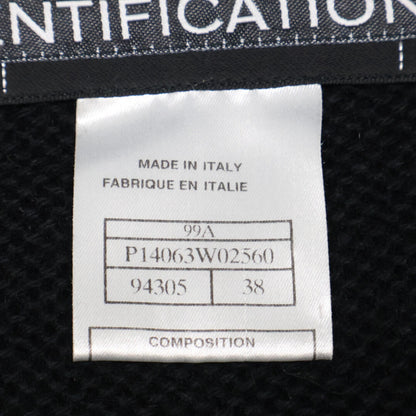 NTIFICATION
MADE IN ITALY
FABRIQUE EN ITALIE
99A
P14063W02560
94305 38
COMPOSITION